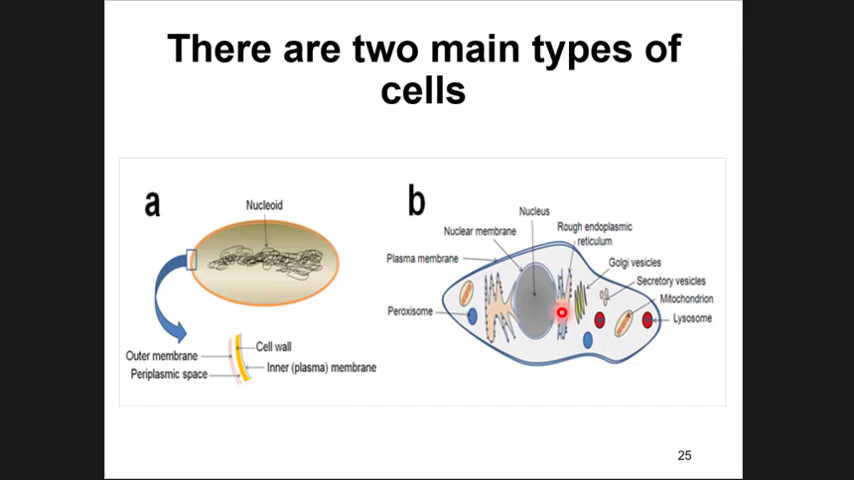 There are two main types of
cells
a
Nucleoid
Outer membrane
Periplasmic space
Cell wall
Inner (plasma) membrane
b
Nucleus
Nuclear membrane
Rough endoplasmic
reticulum
Plasma membrane
Golgi vesicles
Secretory vesicles
Mitochondrion
Peroxisome
Lysosome
25